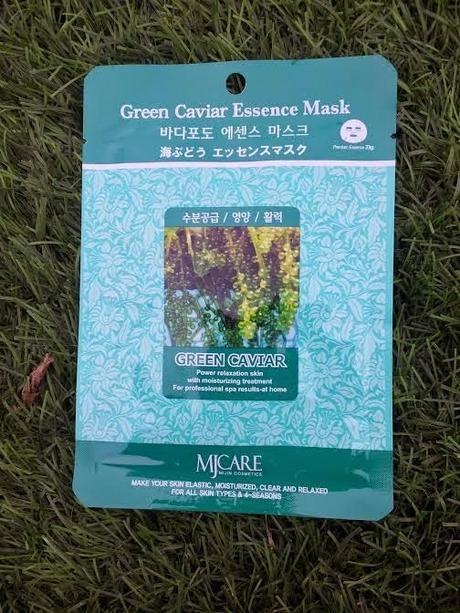 Green Caviar Essence Mask
바다포도 에센스 마스크
海ぶどう エッセンスマスク
Premium Essence 23g
수분공급 / 영양 / 활력
GREEN CAVIAR
Power relaxation skin
with moisturizing treatment
For professional spa results-at home
MJCARE
MIJIN COSMETICS
MAKE YOUR SKIN ELASTIC, MOISTURIZED, CLEAR AND RELAXED
FOR ALL SKIN TYPES & 4-SEASONS